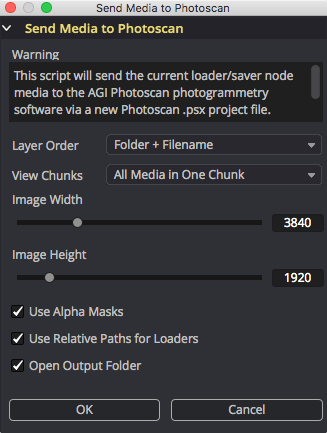 Send Media to Photoscan
Send Media to Photoscan
Warning
This script will send the current loader/saver node
media to the AGI Photoscan photogrammetry
software via a new Photoscan .psx project file.
Layer Order Folder + Filename
View Chunks All Media in One Chunk
Image Width
3840
Image Height
1920
Use Alpha Masks
Use Relative Paths for Loaders
Open Output Folder
OK Cancel